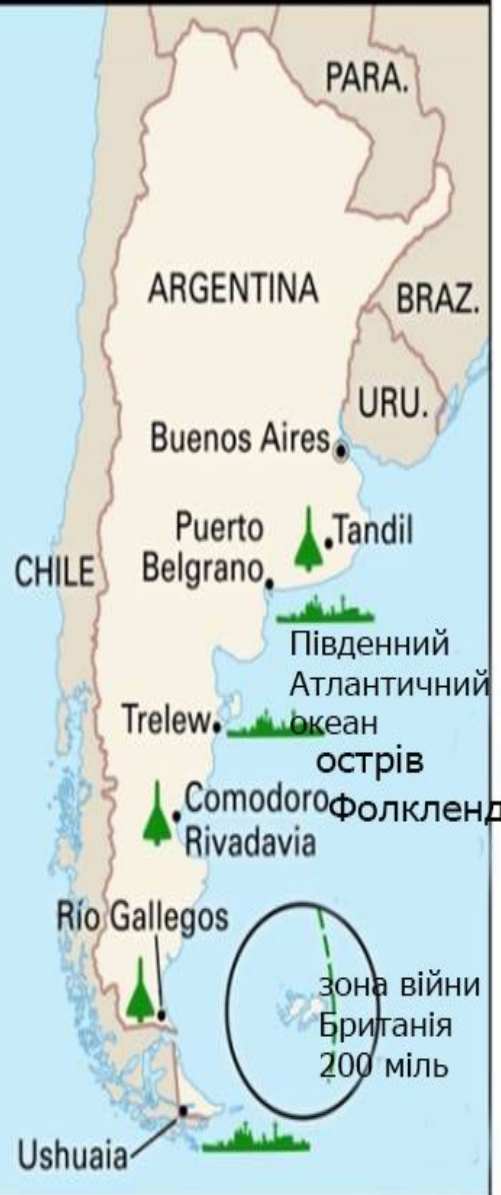 PARA.
ARGENTINA
BRAZ.
URU.
Buenos Aires
Puerto
Belgrano
Tandil
CHILE
Південний
Атлантичний
океан
Trelew
острів
Фолкленд
Comodoro
Rivadavia
Río Gallegos
зона війни
Британія
200 міль
Ushuaia